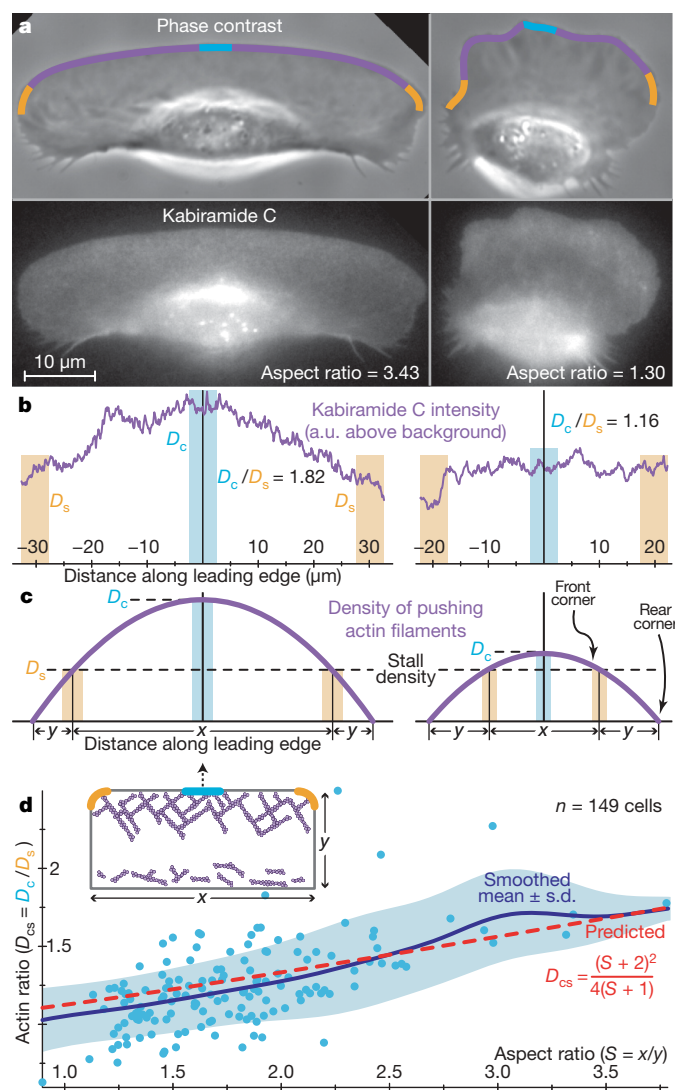 a
Phase contrast
Kabiramide C
10 µm
Aspect ratio = 3.43
Aspect ratio = 1.30
b
Kabiramide C intensity
(a.u. above background)
Dc
Dc/Ds = 1.82
Dc/Ds = 1.16
Ds
Ds
–30 –20 –10 10 20 30
–20 –10 10 20
Distance along leading edge (µm)
c
Dc
Density of pushing
actin filaments
Front
corner
Rear
corner
Dc
Ds
Stall
density
y x y
y x y
Distance along leading edge
d
n = 149 cells
y
x
Actin ratio (Dcs = Dc/Ds)
2
1.5
1
Smoothed
mean ± s.d.
Predicted
Dcs = (S + 2)²
4(S + 1)
Aspect ratio (S = x/y)
1.0 1.5 2.0 2.5 3.0 3.5